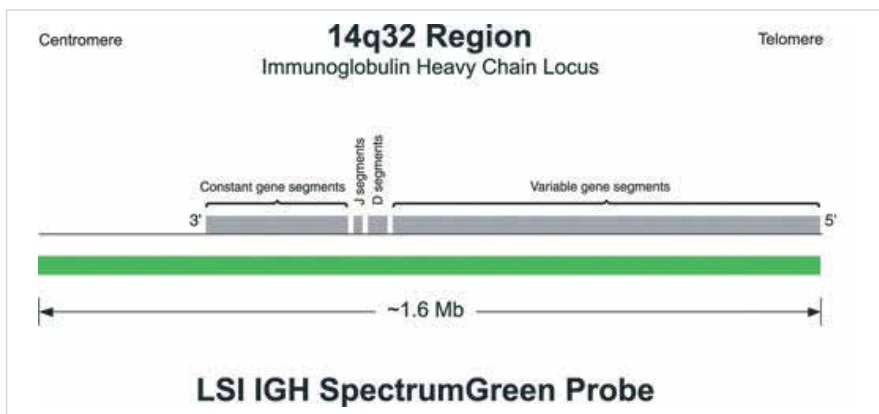 Centromere
14q32 Region
Telomere
Immunoglobulin Heavy Chain Locus
Constant gene segments
J segments
D segments
Variable gene segments
3'
5'
~1.6 Mb
LSI IGH SpectrumGreen Probe